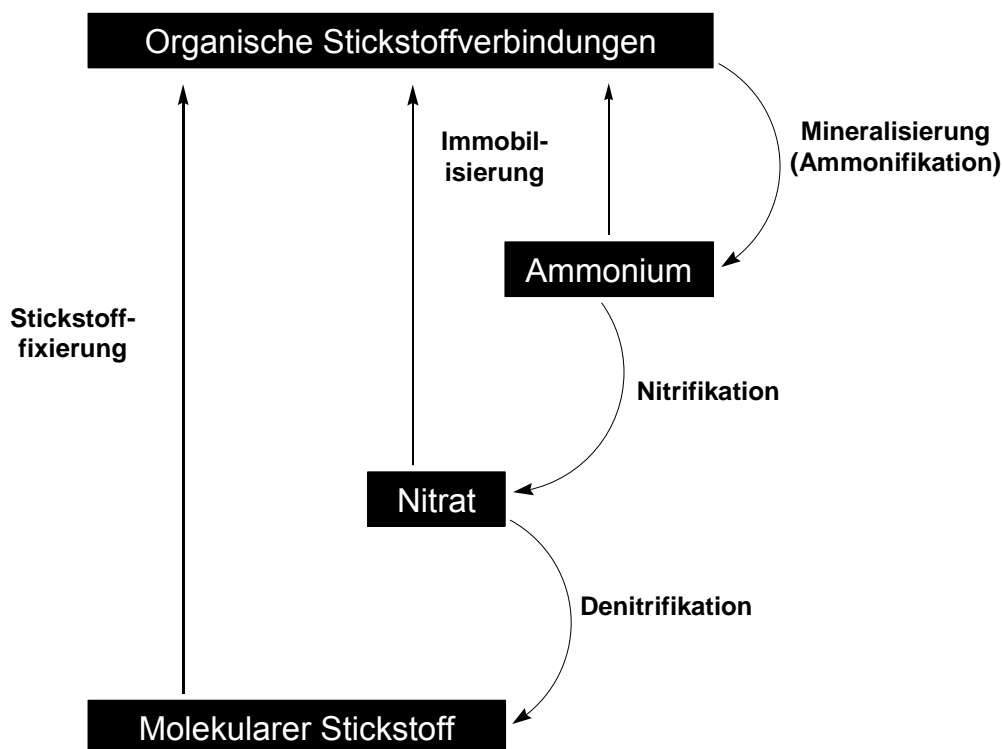 Organische Stickstoffverbindungen
Immobil-
isierung
Mineralisierung
(Ammonifikation)
Ammonium
Stickstoff-
fixierung
Nitrifikation
Nitrat
Denitrifikation
Molekularer Stickstoff